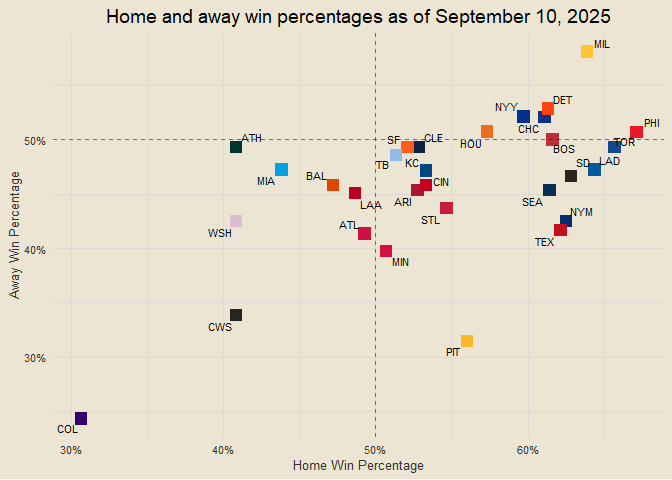 Home and away win percentages as of September 10, 2025
MIL
NYY
DET
CHC
PHI
50%
ATH
SF
CLE
HOU
BOS
TOR
TB
KC
SD
LAD
MIA
BAL
CIN
LAA
ARI
SEA
STL
NYM
WSH
ATL
TEX
40%
MIN
CWS
30%
PIT
COL
30%
40%
50%
60%
Home Win Percentage
Away Win Percentage